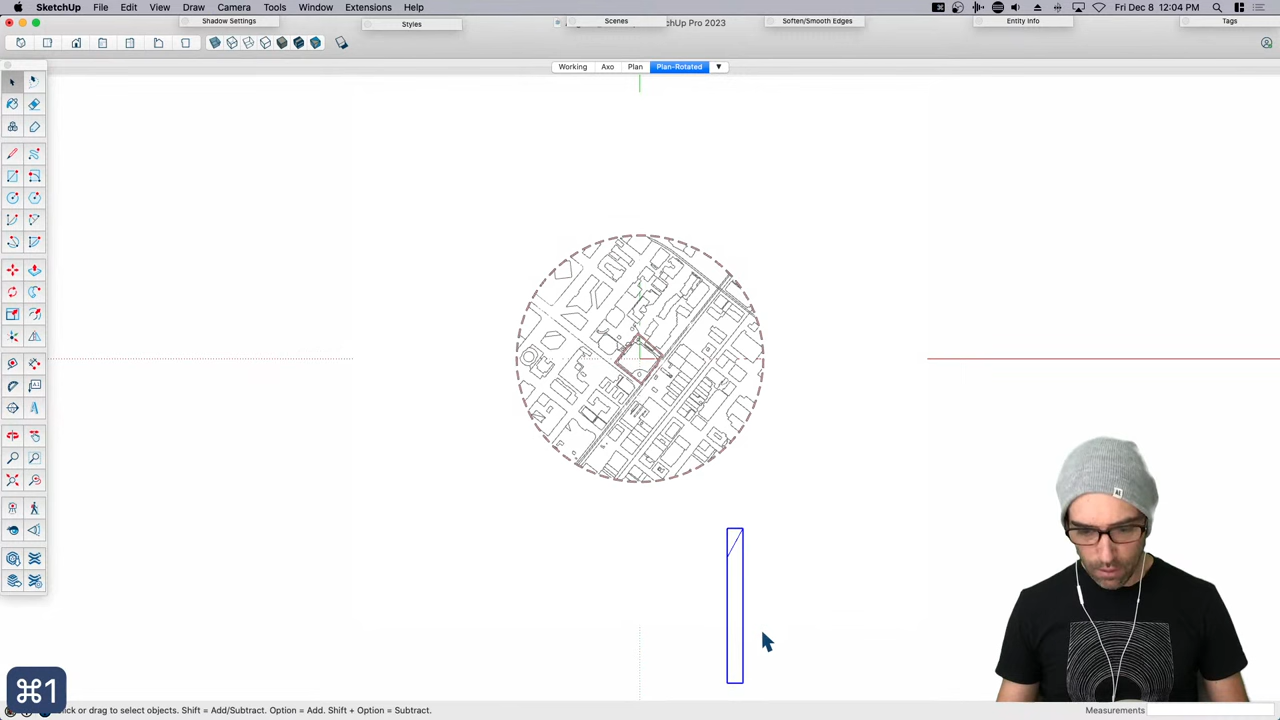 SketchUp File Edit View Draw Camera Tools Window Extensions Help
Fri Dec 8 12:04 PM
Shadow Settings
Styles
Scenes
SketchUp Pro 2023
Soften/Smooth Edges
Entity Info
Tags
Working Axo Plan Plan-Rotated
⌘1
Click or drag to select objects. Shift = Add/Subtract. Option = Add. Shift + Option = Subtract.
Measurements